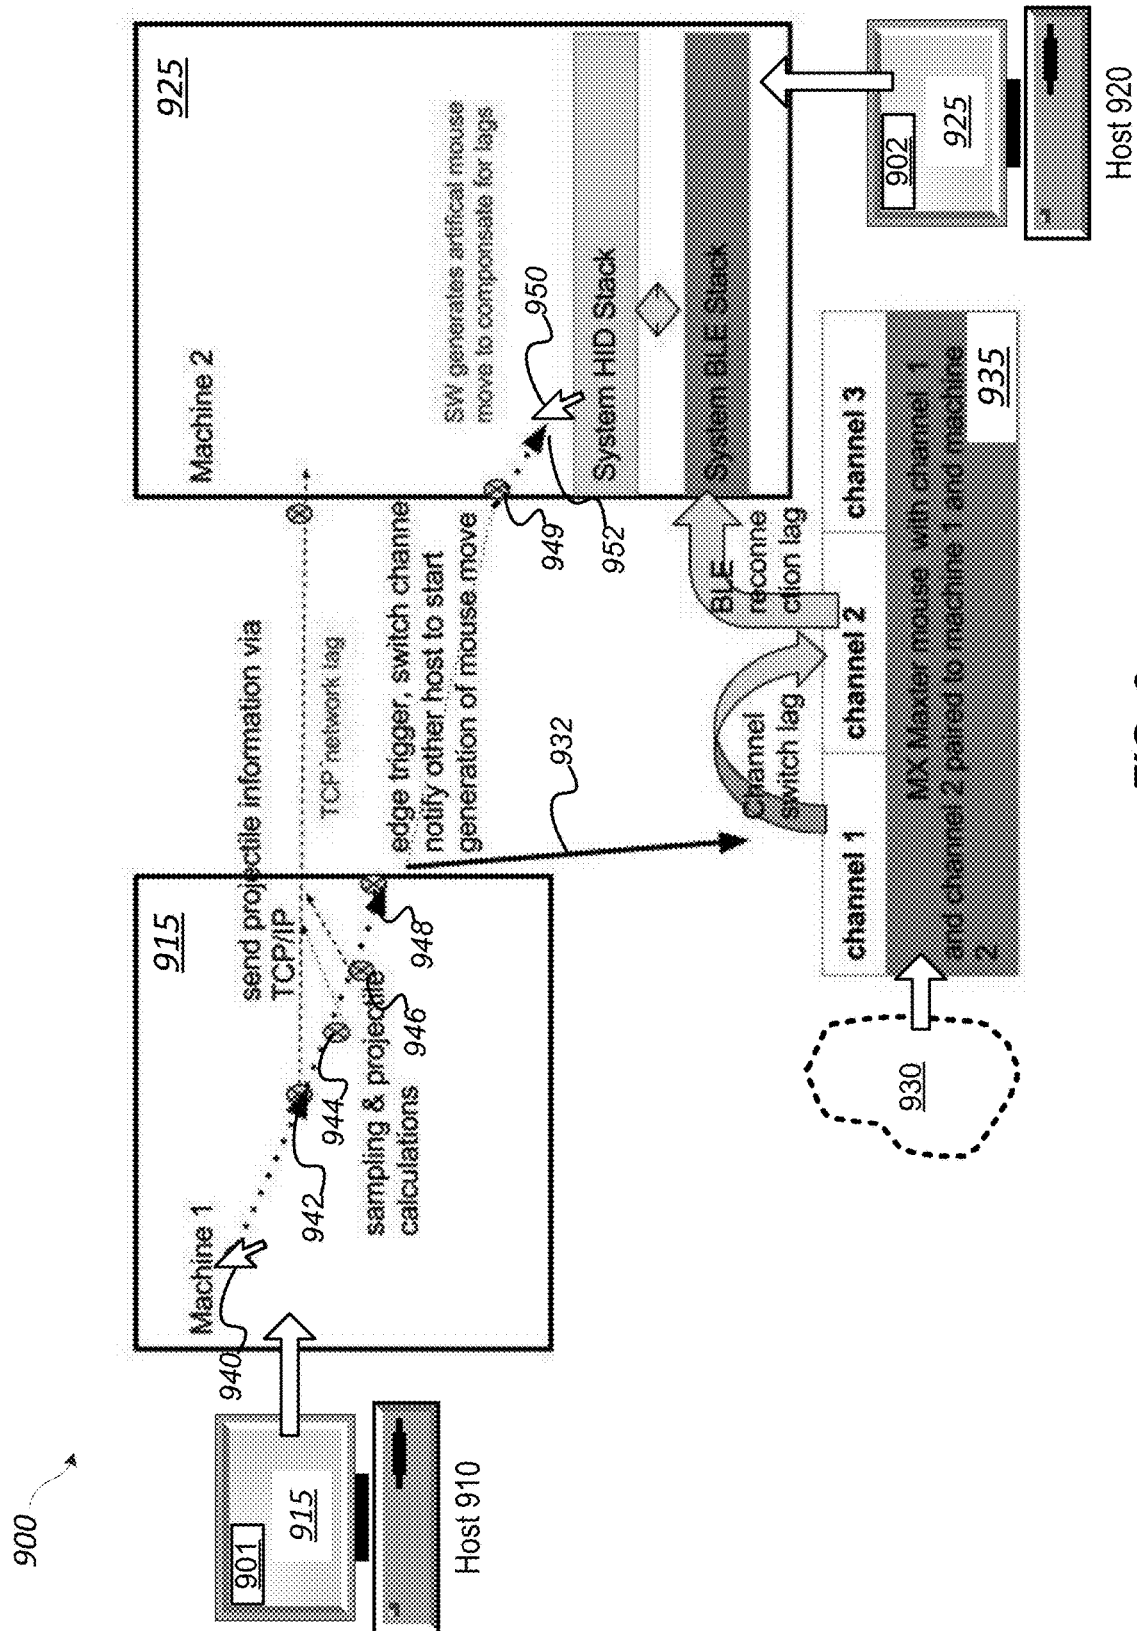 900
901
915
Host 910
Machine 1
915
940
942
944
946
948
sampling & projectile
calculations
send projectile information via
TCP/IP
TCP network lag
edge trigger, switch channe
notify other host to start
generation of mouse move
932
Machine 2
925
SW generates artifical mouse
move to componsate for lags
949
950
952
System HID Stack
System BLE Stack
BLE
reconne
ction lag
Channel
switch lag
channel 1
channel 2
channel 3
MX Maxter mouse with channel 1
and channel 2 paired to machine 1 and machine
2
935
930
902
925
Host 920